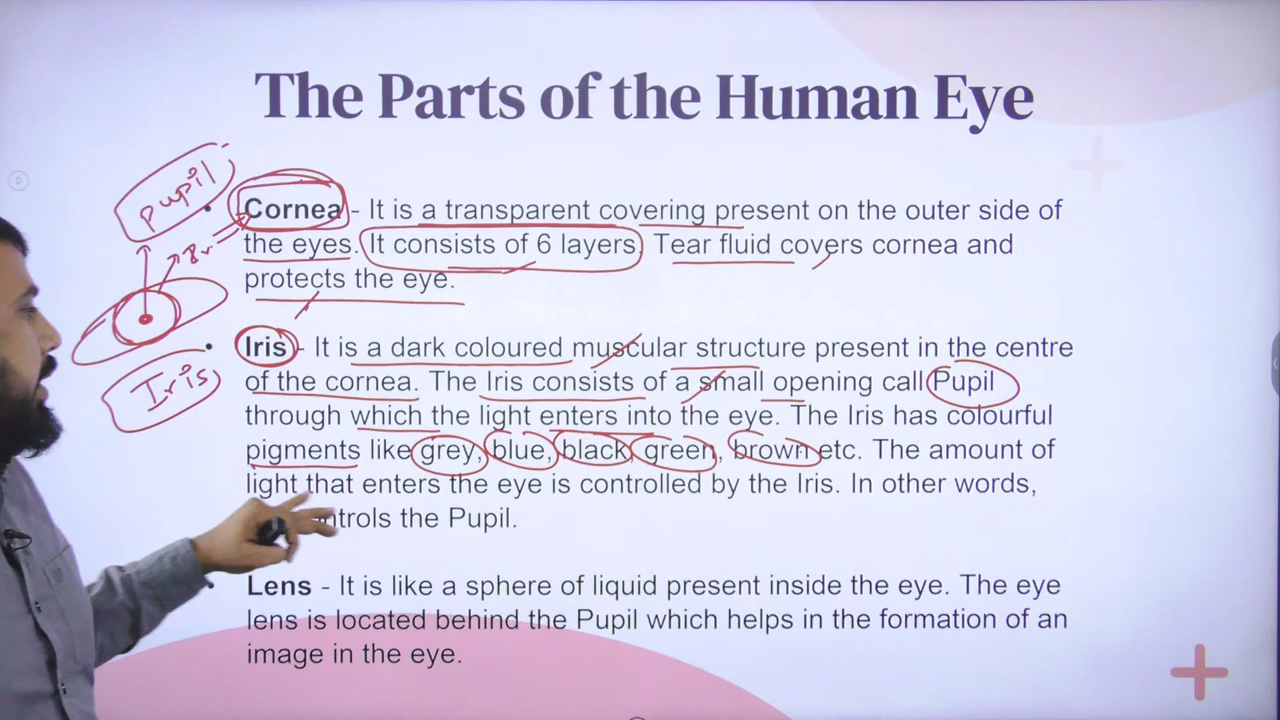 The Parts of the Human Eye
pupil
Cornea - It is a transparent covering present on the outer side of
the eyes. It consists of 6 layers. Tear fluid covers cornea and
protects the eye.
Iris - It is a dark coloured muscular structure present in the centre
of the cornea. The Iris consists of a small opening call Pupil
through which the light enters into the eye. The Iris has colourful
pigments like grey, blue, black, green, brown etc. The amount of
light that enters the eye is controlled by the Iris. In other words,
ntrols the Pupil.
Iris
Lens - It is like a sphere of liquid present inside the eye. The eye
lens is located behind the Pupil which helps in the formation of an
image in the eye.